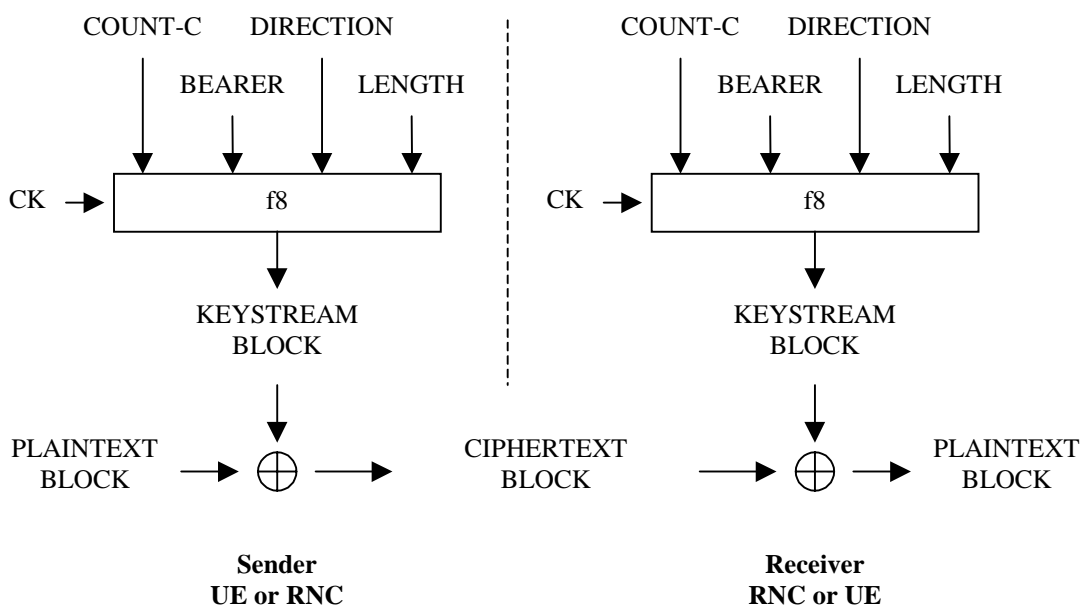 COUNT-C DIRECTION
BEARER LENGTH
CK
f8
KEYSTREAM
BLOCK
PLAINTEXT
BLOCK
Sender
UE or RNC
CIPHERTEXT
BLOCK
COUNT-C DIRECTION
BEARER LENGTH
CK
f8
KEYSTREAM
BLOCK
PLAINTEXT
BLOCK
Receiver
RNC or UE